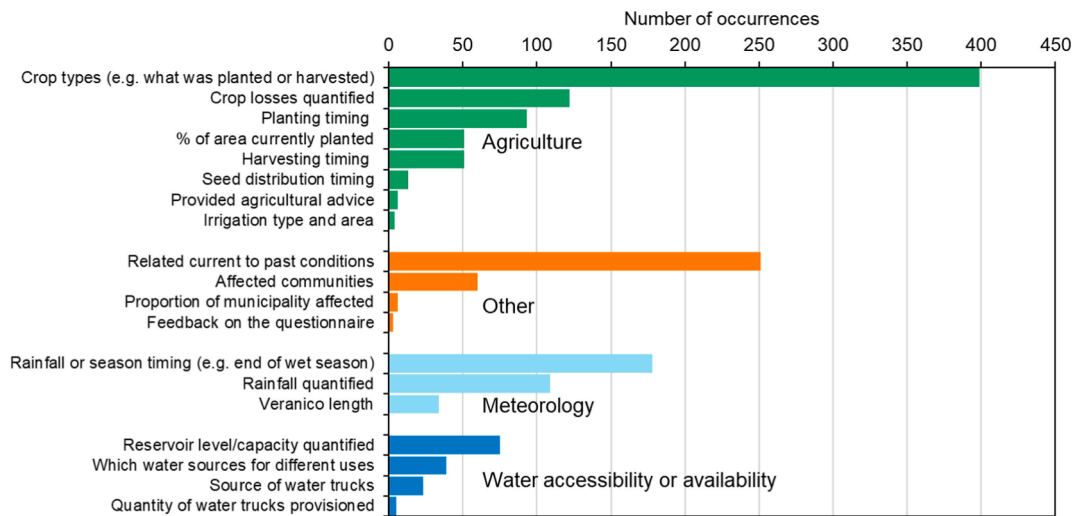 Number of occurrences
0 50 100 150 200 250 300 350 400 450
Crop types (e.g. what was planted or harvested)
Crop losses quantified
Planting timing
% of area currently planted
Agriculture
Harvesting timing
Seed distribution timing
Provided agricultural advice
Irrigation type and area
Related current to past conditions
Affected communities
Proportion of municipality affected
Other
Feedback on the questionnaire
Rainfall or season timing (e.g. end of wet season)
Rainfall quantified
Veranico length
Meteorology
Reservoir level/capacity quantified
Which water sources for different uses
Water accessibility or availability
Source of water trucks
Quantity of water trucks provisioned